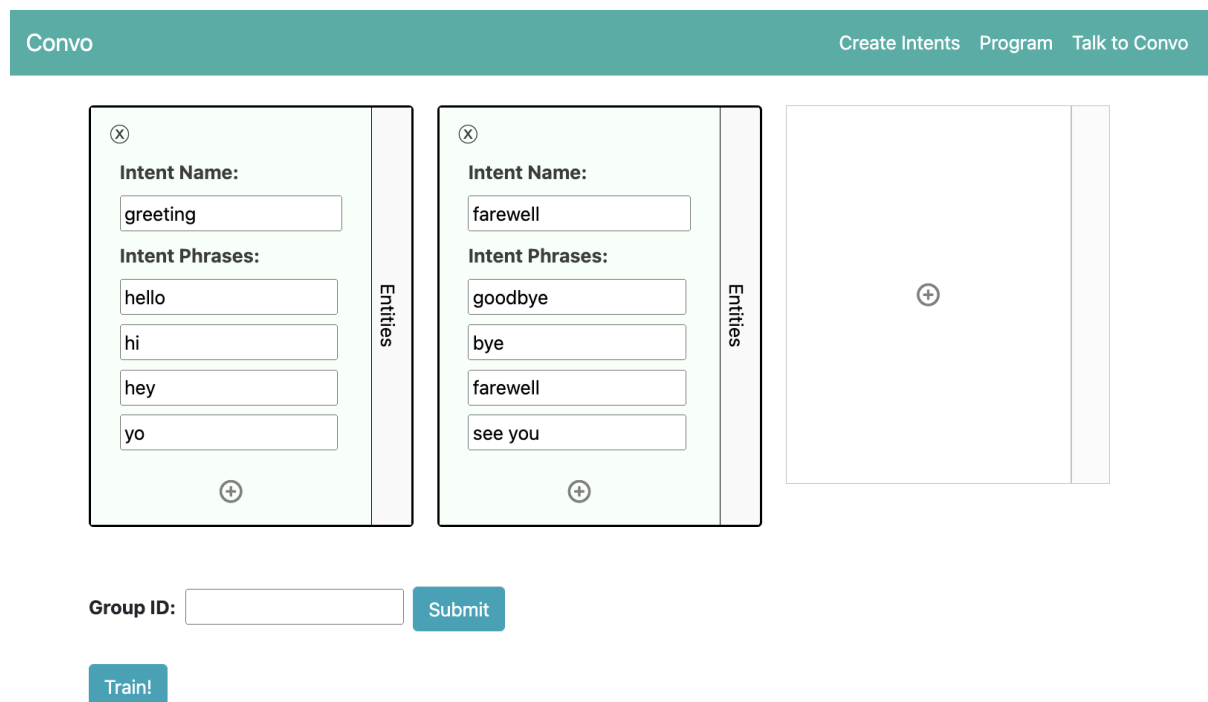 Convo
Create Intents Program Talk to Convo
x
Intent Name:
greeting
Intent Phrases:
hello
hi
hey
yo
Entities
x
Intent Name:
farewell
Intent Phrases:
goodbye
bye
farewell
see you
Entities
Group ID: Submit
Train!